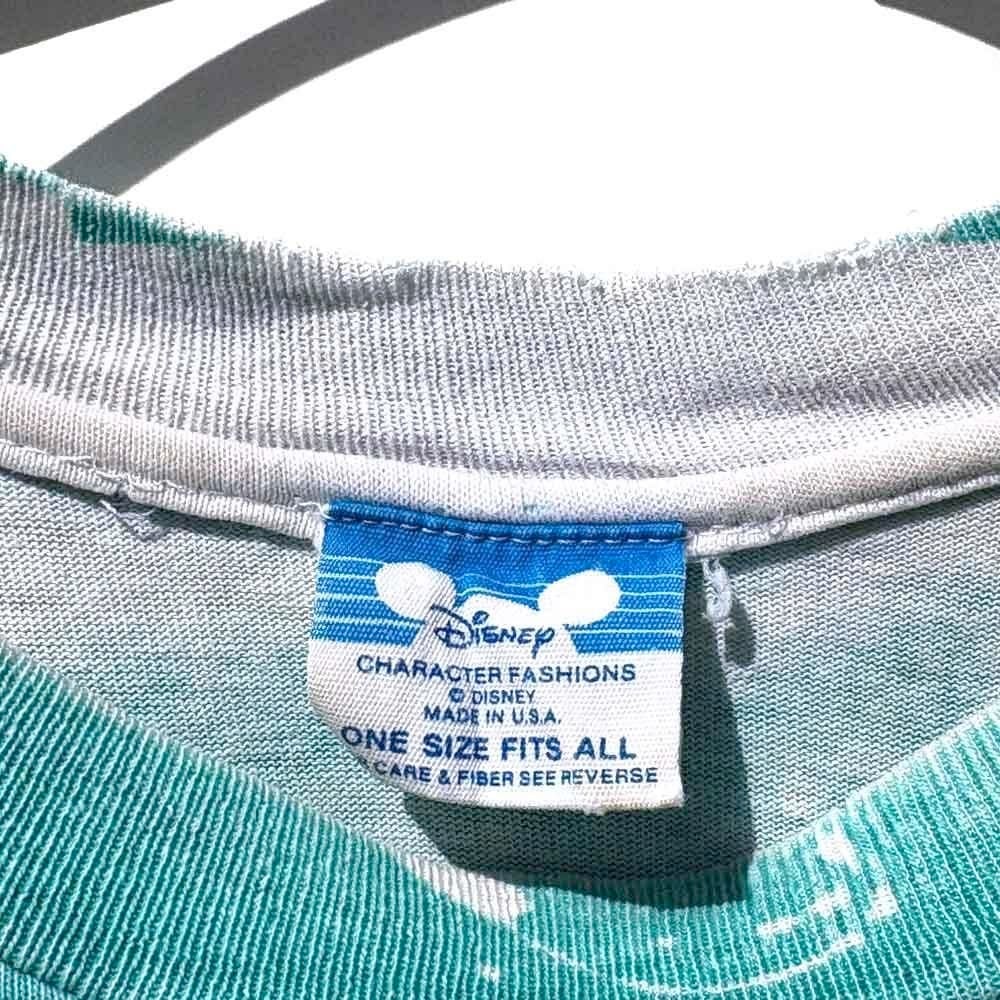 Disney
CHARACTER FASHIONS
© DISNEY
MADE IN U.S.A.
ONE SIZE FITS ALL
CARE & FIBER SEE REVERSE